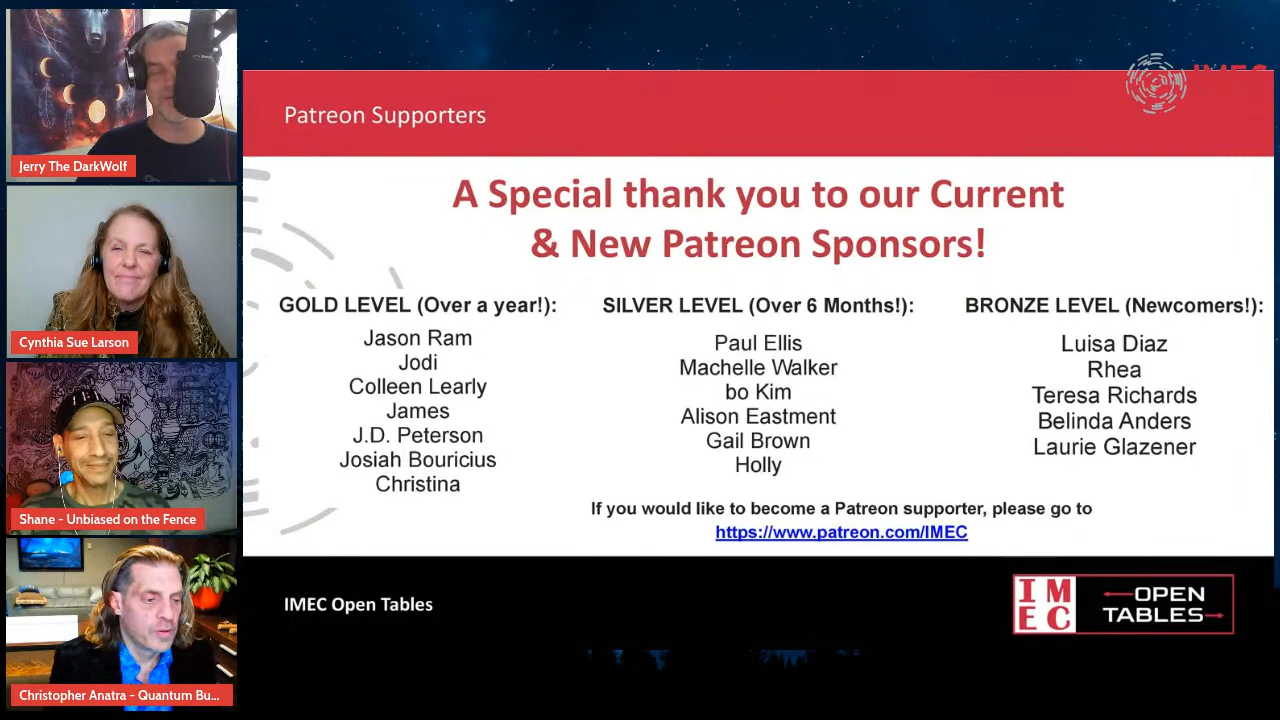 Jerry The DarkWolf
Cynthia Sue Larson
Shane - Unbiased on the Fence
Christopher Anatra - Quantum Bu...
IMEC
Patreon Supporters
A Special thank you to our Current
& New Patreon Sponsors!
GOLD LEVEL (Over a year!):
Jason Ram
Jodi
Colleen Learly
James
J.D. Peterson
Josiah Bouricius
Christina
SILVER LEVEL (Over 6 Months!):
Paul Ellis
Machelle Walker
bo Kim
Alison Eastment
Gail Brown
Holly
BRONZE LEVEL (Newcomers!):
Luisa Diaz
Rhea
Teresa Richards
Belinda Anders
Laurie Glazener
If you would like to become a Patreon supporter, please go to
https://www.patreon.com/IMEC
IMEC Open Tables
IM
EC
OPEN
TABLES